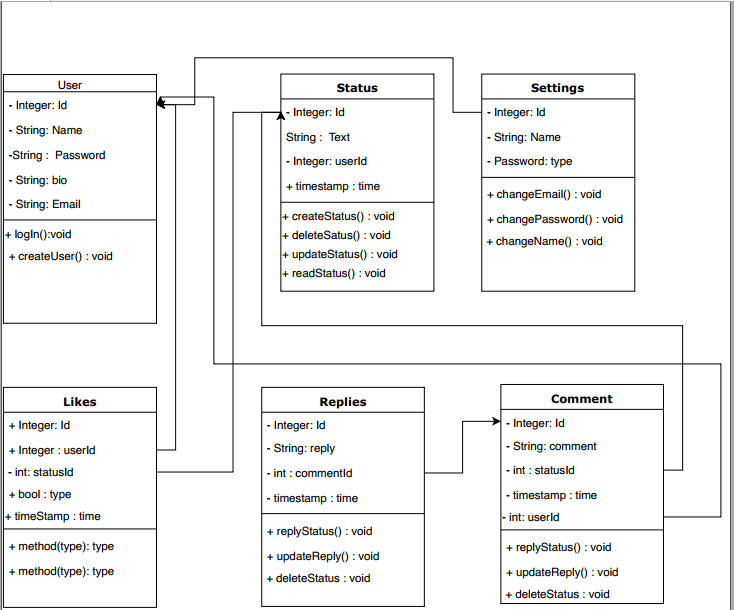 User
- Integer: Id
- String: Name
-String : Password
- String: bio
- String: Email
+ logIn():void
+ createUser() : void
Status
- Integer: Id
String : Text
- Integer: userId
+ timestamp : time
+ createStatus() : void
+ deleteSatus() : void
+ updateStatus() : void
+ readStatus() : void
Settings
- Integer: Id
- String: Name
- Password: type
+ changeEmail() : void
+ changePassword() : void
+ changeName() : void
Likes
+ Integer: Id
+ Integer : userId
- int: statusId
+ bool : type
+ timeStamp : time
+ method(type): type
+ method(type): type
Replies
- Integer: Id
- String: reply
- int : commentId
- timestamp : time
+ replyStatus() : void
+ updateReply() : void
+ deleteStatus : void
Comment
- Integer: Id
- String: comment
- int : statusId
- timestamp : time
- int: userId
+ replyStatus() : void
+ updateReply() : void
+ deleteStatus : void